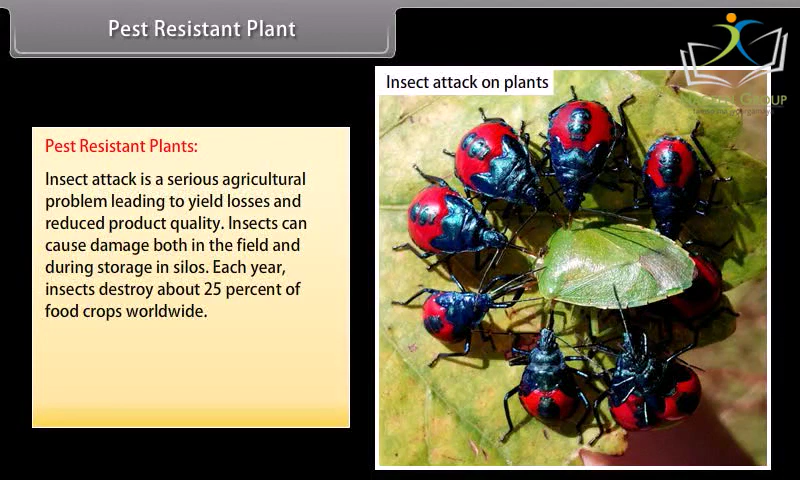 Pest Resistant Plant
Insect attack on plants
Pest Resistant Plants:
Insect attack is a serious agricultural
problem leading to yield losses and
reduced product quality. Insects can
cause damage both in the field and
during storage in silos. Each year,
insects destroy about 25 percent of
food crops worldwide.